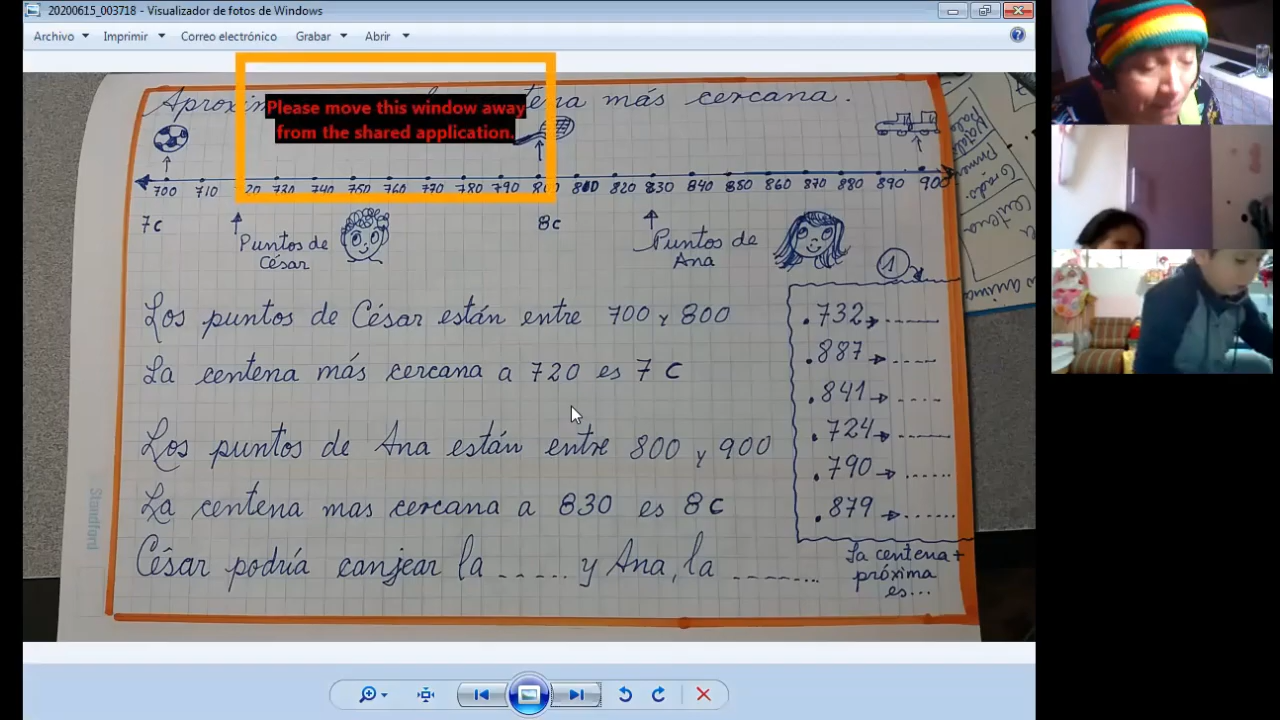 20200615_003718 - Visualizador de fotos de Windows
Archivo Imprimir Correo electrónico Grabar Abrir
Please move this window away
from the shared application.
más cercana.
700 710 720 730 740 750 760 770 780 790 800 810 820 830 840 850 860 870 880 890 900
7c 8c
Puntos de
César
Puntos de
Ana
1
Los puntos de César están entre 700 y 800
La centena más cercana a 720 es 7 C
Los puntos de Ana están entre 800 y 900
La centena mas cercana a 830 es 8 C
César podría canjear la _ _ _ _ _ y Ana, la _ _ _ _ _ _ ...
.732→ ------
.887→ -----
.841→ ----
.724→ ------
.790→ ......
.879→ ......
La centena +
próxima
es...
Standford